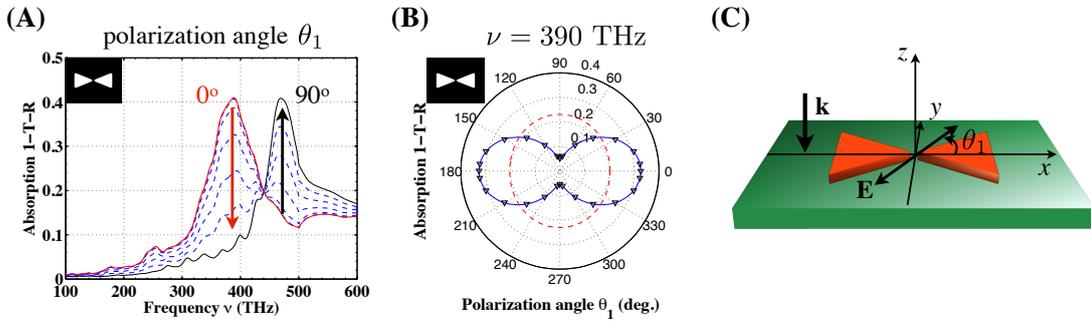 (A)
polarization angle θ₁
Absorption 1−T−R
0.5
0.4
0.3
0.2
0.1
0
0º
90º
100 200 300 400 500 600
Frequency ν (THz)
(B)
ν = 390 THz
Absorption 1−T−R
90
120
60
150
30
180
0
210
330
240
300
270
0.4
0.3
0.2
0.1
Polarization angle θ₁ (deg.)
(C)
z
k
y
θ₁
E
x